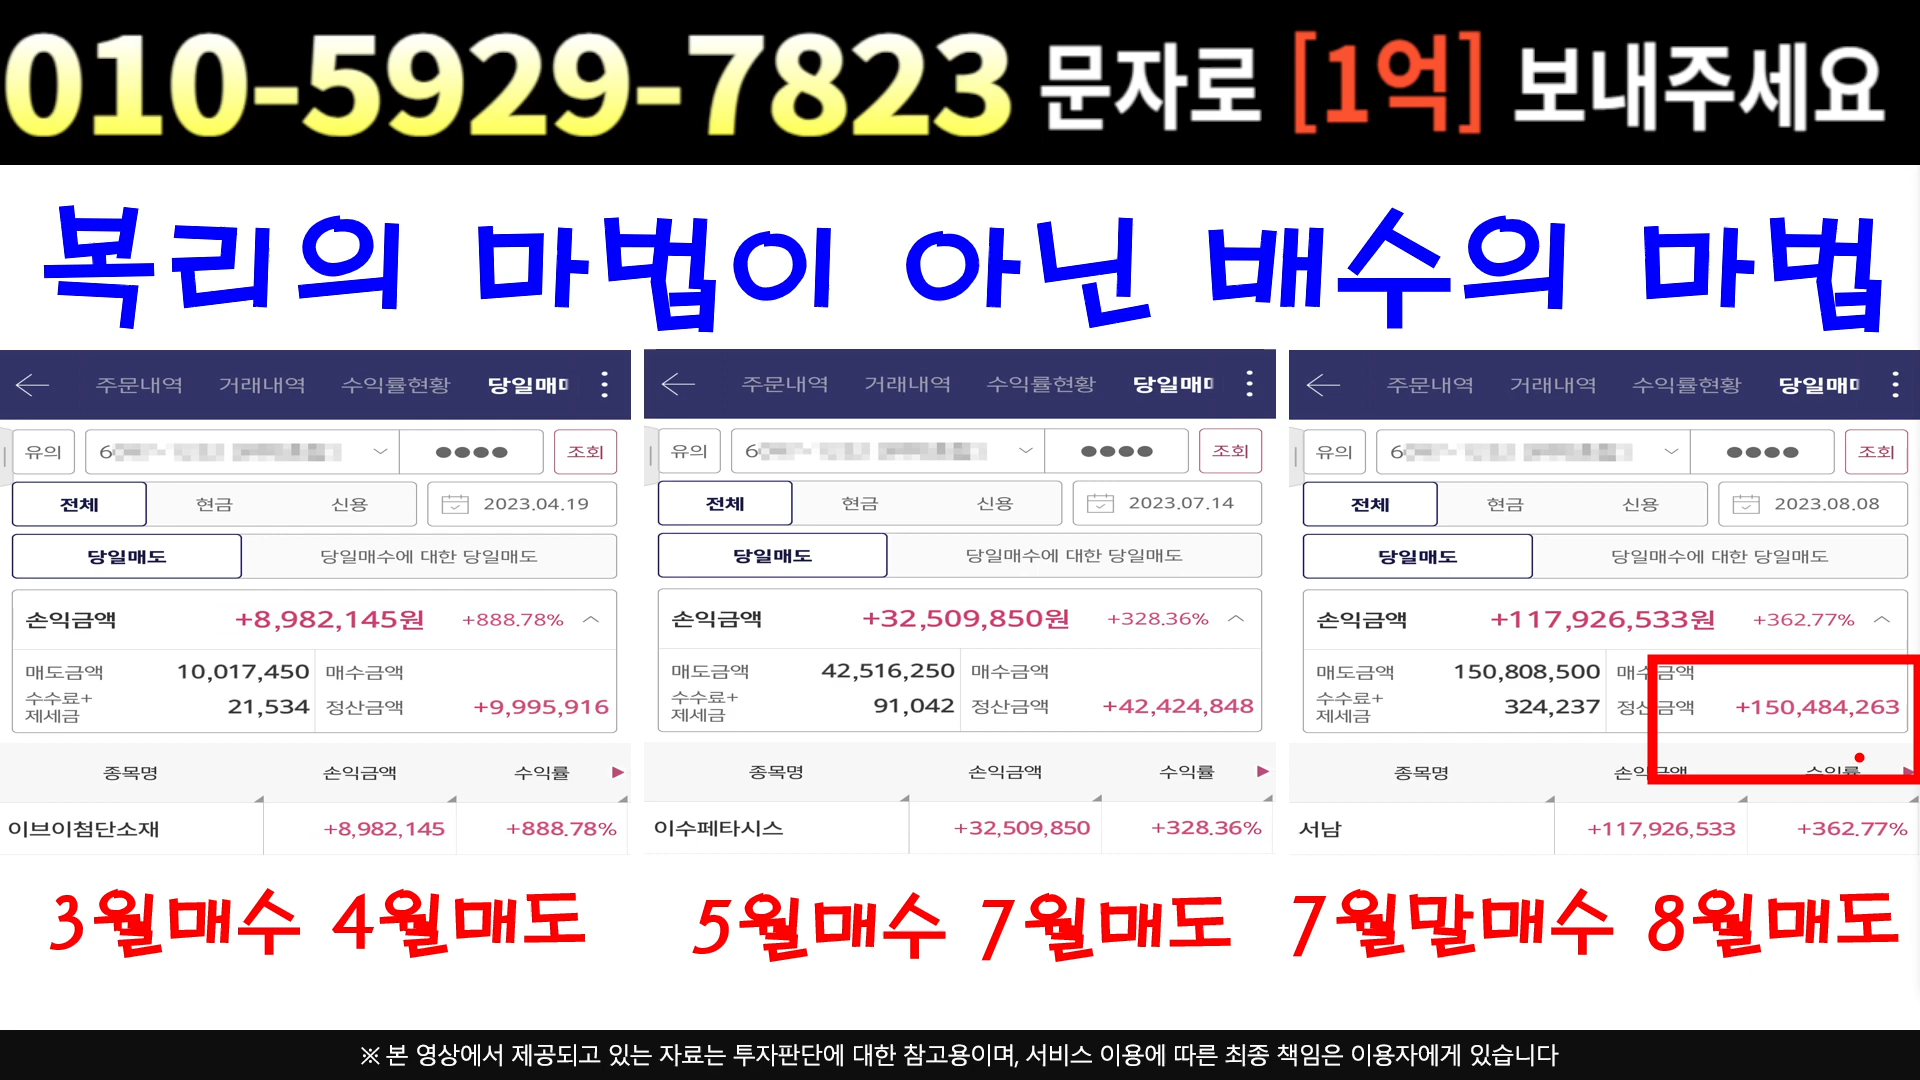 010-5929-7823 문자로 [1억] 보내주세요
복리의 마법이 아닌 배수의 마법
주문내역 거래내역 수익률현황 당일매
유의 6 ●●●● 조회
전체 현금 신용 2023.04.19
당일매도 당일매수에 대한 당일매도
손익금액 +8,982,145원 +888.78%
매도금액 10,017,450 매수금액
수수료+
제세금 21,534 정산금액 +9,995,916
종목명 손익금액 수익률
이브이첨단소재 +8,982,145 +888.78%
3월매수 4월매도
주문내역 거래내역 수익률현황 당일매
유의 6 ●●●● 조회
전체 현금 신용 2023.07.14
당일매도 당일매수에 대한 당일매도
손익금액 +32,509,850원 +328.36%
매도금액 42,516,250 매수금액
수수료+
제세금 91,042 정산금액 +42,424,848
종목명 손익금액 수익률
이수페타시스 +32,509,850 +328.36%
5월매수 7월매도
주문내역 거래내역 수익률현황 당일매
유의 6 ●●●● 조회
전체 현금 신용 2023.08.08
당일매도 당일매수에 대한 당일매도
손익금액 +117,926,533원 +362.77%
매도금액 150,808,500 매수금액
수수료+
제세금 324,237 정산금액 +150,484,263
종목명 손익금액 수익률
서남 +117,926,533 +362.77%
7월말매수 8월매도
※ 본 영상에서 제공되고 있는 자료는 투자판단에 대한 참고용이며, 서비스 이용에 따른 최종 책임은 이용자에게 있습니다